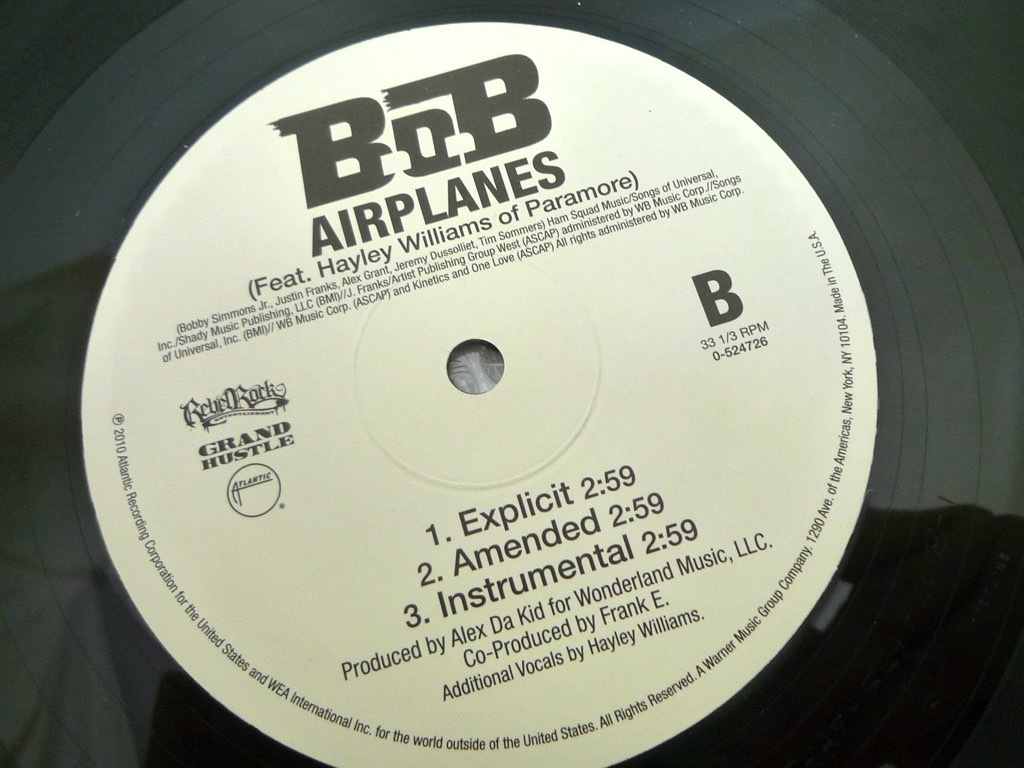 BoB
AIRPLANES
(Feat. Hayley Williams of Paramore)
(Bobby Simmons Jr., Justin Franks, Alex Grant, Jeremy Dussolliet, Tim Sommers) Ham Squad Music/Songs of Universal,
Inc./Shady Music Publishing, LLC (BMI)//J. Franks/Artist Publishing Group West (ASCAP) administered by WB Music Corp.//Songs
of Universal, Inc. (BMI)// WB Music Corp. (ASCAP) and Kinetics and One Love (ASCAP) All rights administered by WB Music Corp.
B
33 1/3 RPM
0-524726
RebelRock
ENTERTAINMENT
GRAND
HUSTLE
ATLANTIC
®
1. Explicit 2:59
2. Amended 2:59
3. Instrumental 2:59
Produced by Alex Da Kid for Wonderland Music, LLC.
Co-Produced by Frank E.
Additional Vocals by Hayley Williams.
℗ 2010 Atlantic Recording Corporation for the United States and WEA International Inc. for the world outside of the United States. All Rights Reserved. A Warner Music Group Company. 1290 Ave. of the Americas, New York, NY 10104. Made in The U.S.A.